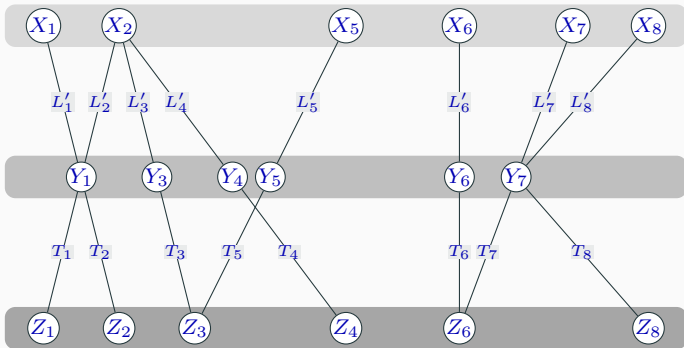 X₁ X₂ X₅ X₆ X₇ X₈
L′₁ L′₂ L′₃ L′₄ L′₅ L′₆ L′₇ L′₈
Y₁ Y₃ Y₄ Y₅ Y₆ Y₇
T₁ T₂ T₃ T₅ T₄ T₆ T₇ T₈
Z₁ Z₂ Z₃ Z₄ Z₆ Z₈